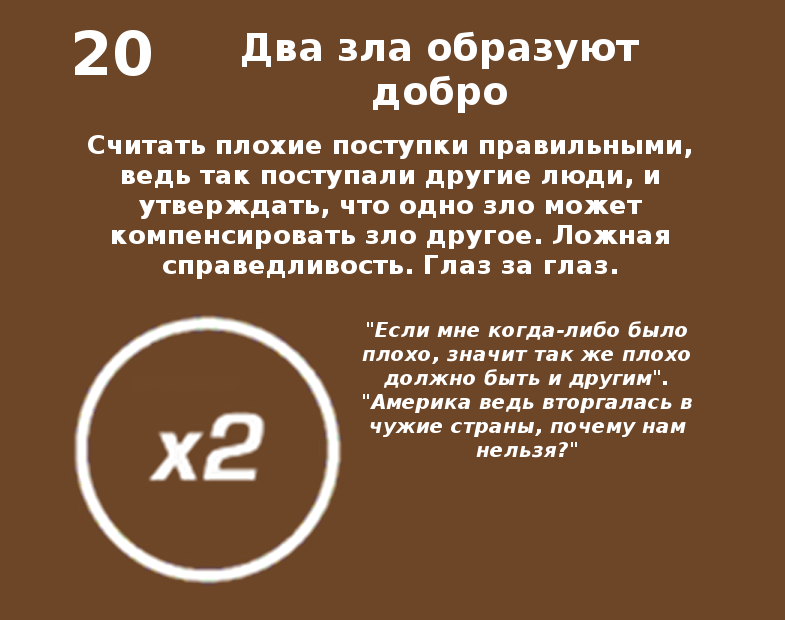 20
Два зла образуют
добро
Считать плохие поступки правильными,
ведь так поступали другие люди, и
утверждать, что одно зло может
компенсировать зло другое. Ложная
справедливость. Глаз за глаз.
"Если мне когда-либо было
плохо, значит так же плохо
должно быть и другим".
"Америка ведь вторгалась в
чужие страны, почему нам
нельзя?"
x2